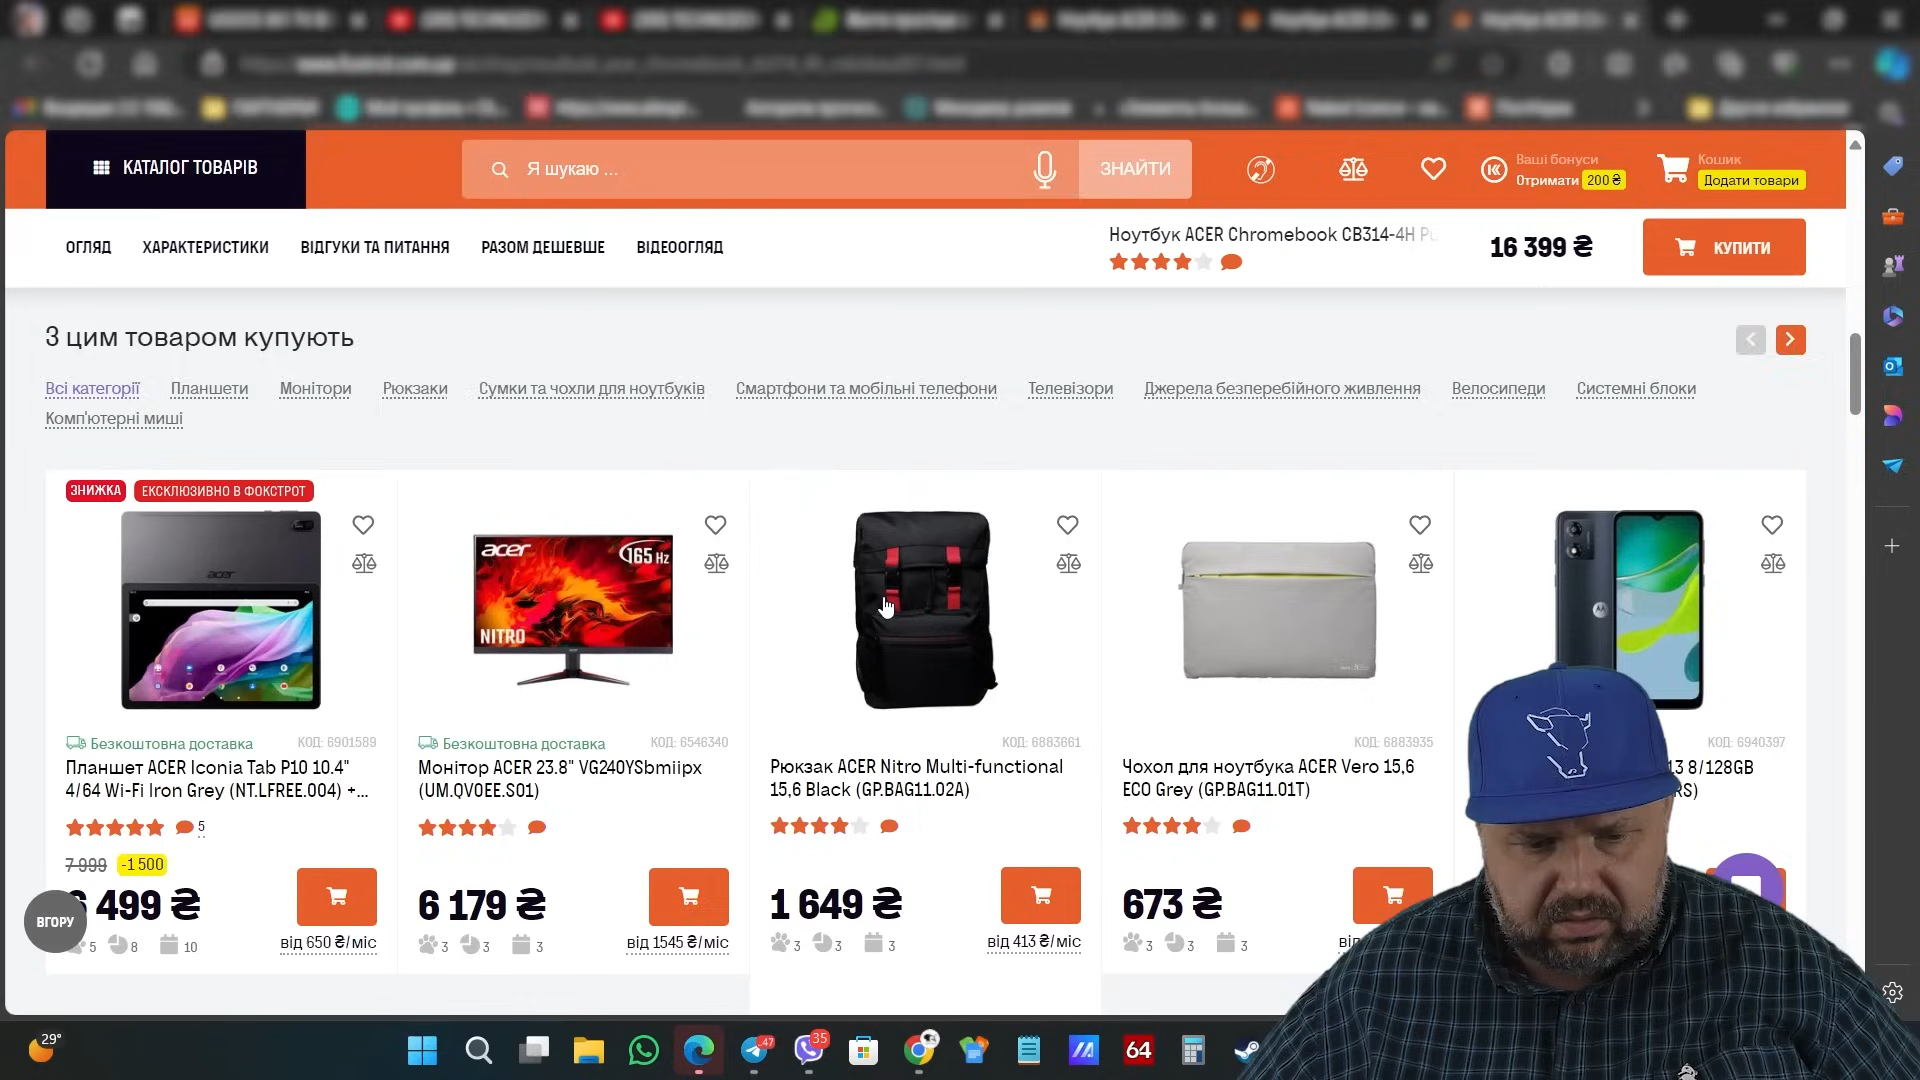 КАТАЛОГ ТОВАРІВ
Я шукаю ...
ЗНАЙТИ
Ваші бонуси
Отримати 200 ₴
Кошик
Додати товари
ОГЛЯД
ХАРАКТЕРИСТИКИ
ВІДГУКИ ТА ПИТАННЯ
РАЗОМ ДЕШЕВШЕ
ВІДЕООГЛЯД
Ноутбук ACER Chromebook CB314-4H
16 399 ₴
КУПИТИ
З цим товаром купують
Всі категорії
Планшети
Монітори
Рюкзаки
Сумки та чохли для ноутбуків
Смартфони та мобільні телефони
Телевізори
Джерела безперебійного живлення
Велосипеди
Системні блоки
Комп'ютерні миші
ЗНИЖКА
ЕКСКЛЮЗИВНО В ФОКСТРОТ
acer
Безкоштовна доставка
КОД: 6901589
Планшет ACER Iconia Tab P10 10.4"
4/64 Wi-Fi Iron Grey (NT.LFREE.004) +...
5
7 999
-1 500
499 ₴
5
8
10
від 650 ₴/міс
acer
165 Hz
NITRO
Безкоштовна доставка
КОД: 6546340
Монітор ACER 23.8" VG240YSbmiipx
(UM.QV0EE.S01)
6 179 ₴
3
3
3
від 1545 ₴/міс
КОД: 6883661
Рюкзак ACER Nitro Multi-functional
15,6 Black (GP.BAG11.02A)
1 649 ₴
3
3
3
від 413 ₴/міс
КОД: 6883935
Чохол для ноутбука ACER Vero 15,6
ECO Grey (GP.BAG11.01T)
673 ₴
3
3
3
від
КОД: 6940397
13 8/128GB
RS)
ВГОРУ
29°
47
35
64